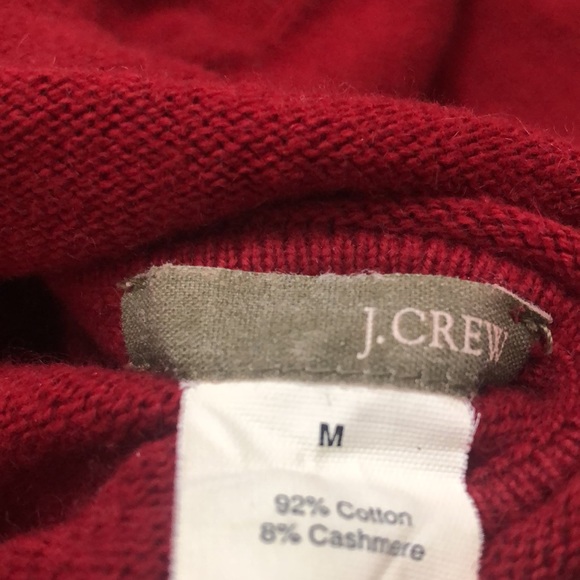 J.CREW
M
92% Cotton
8% Cashmere